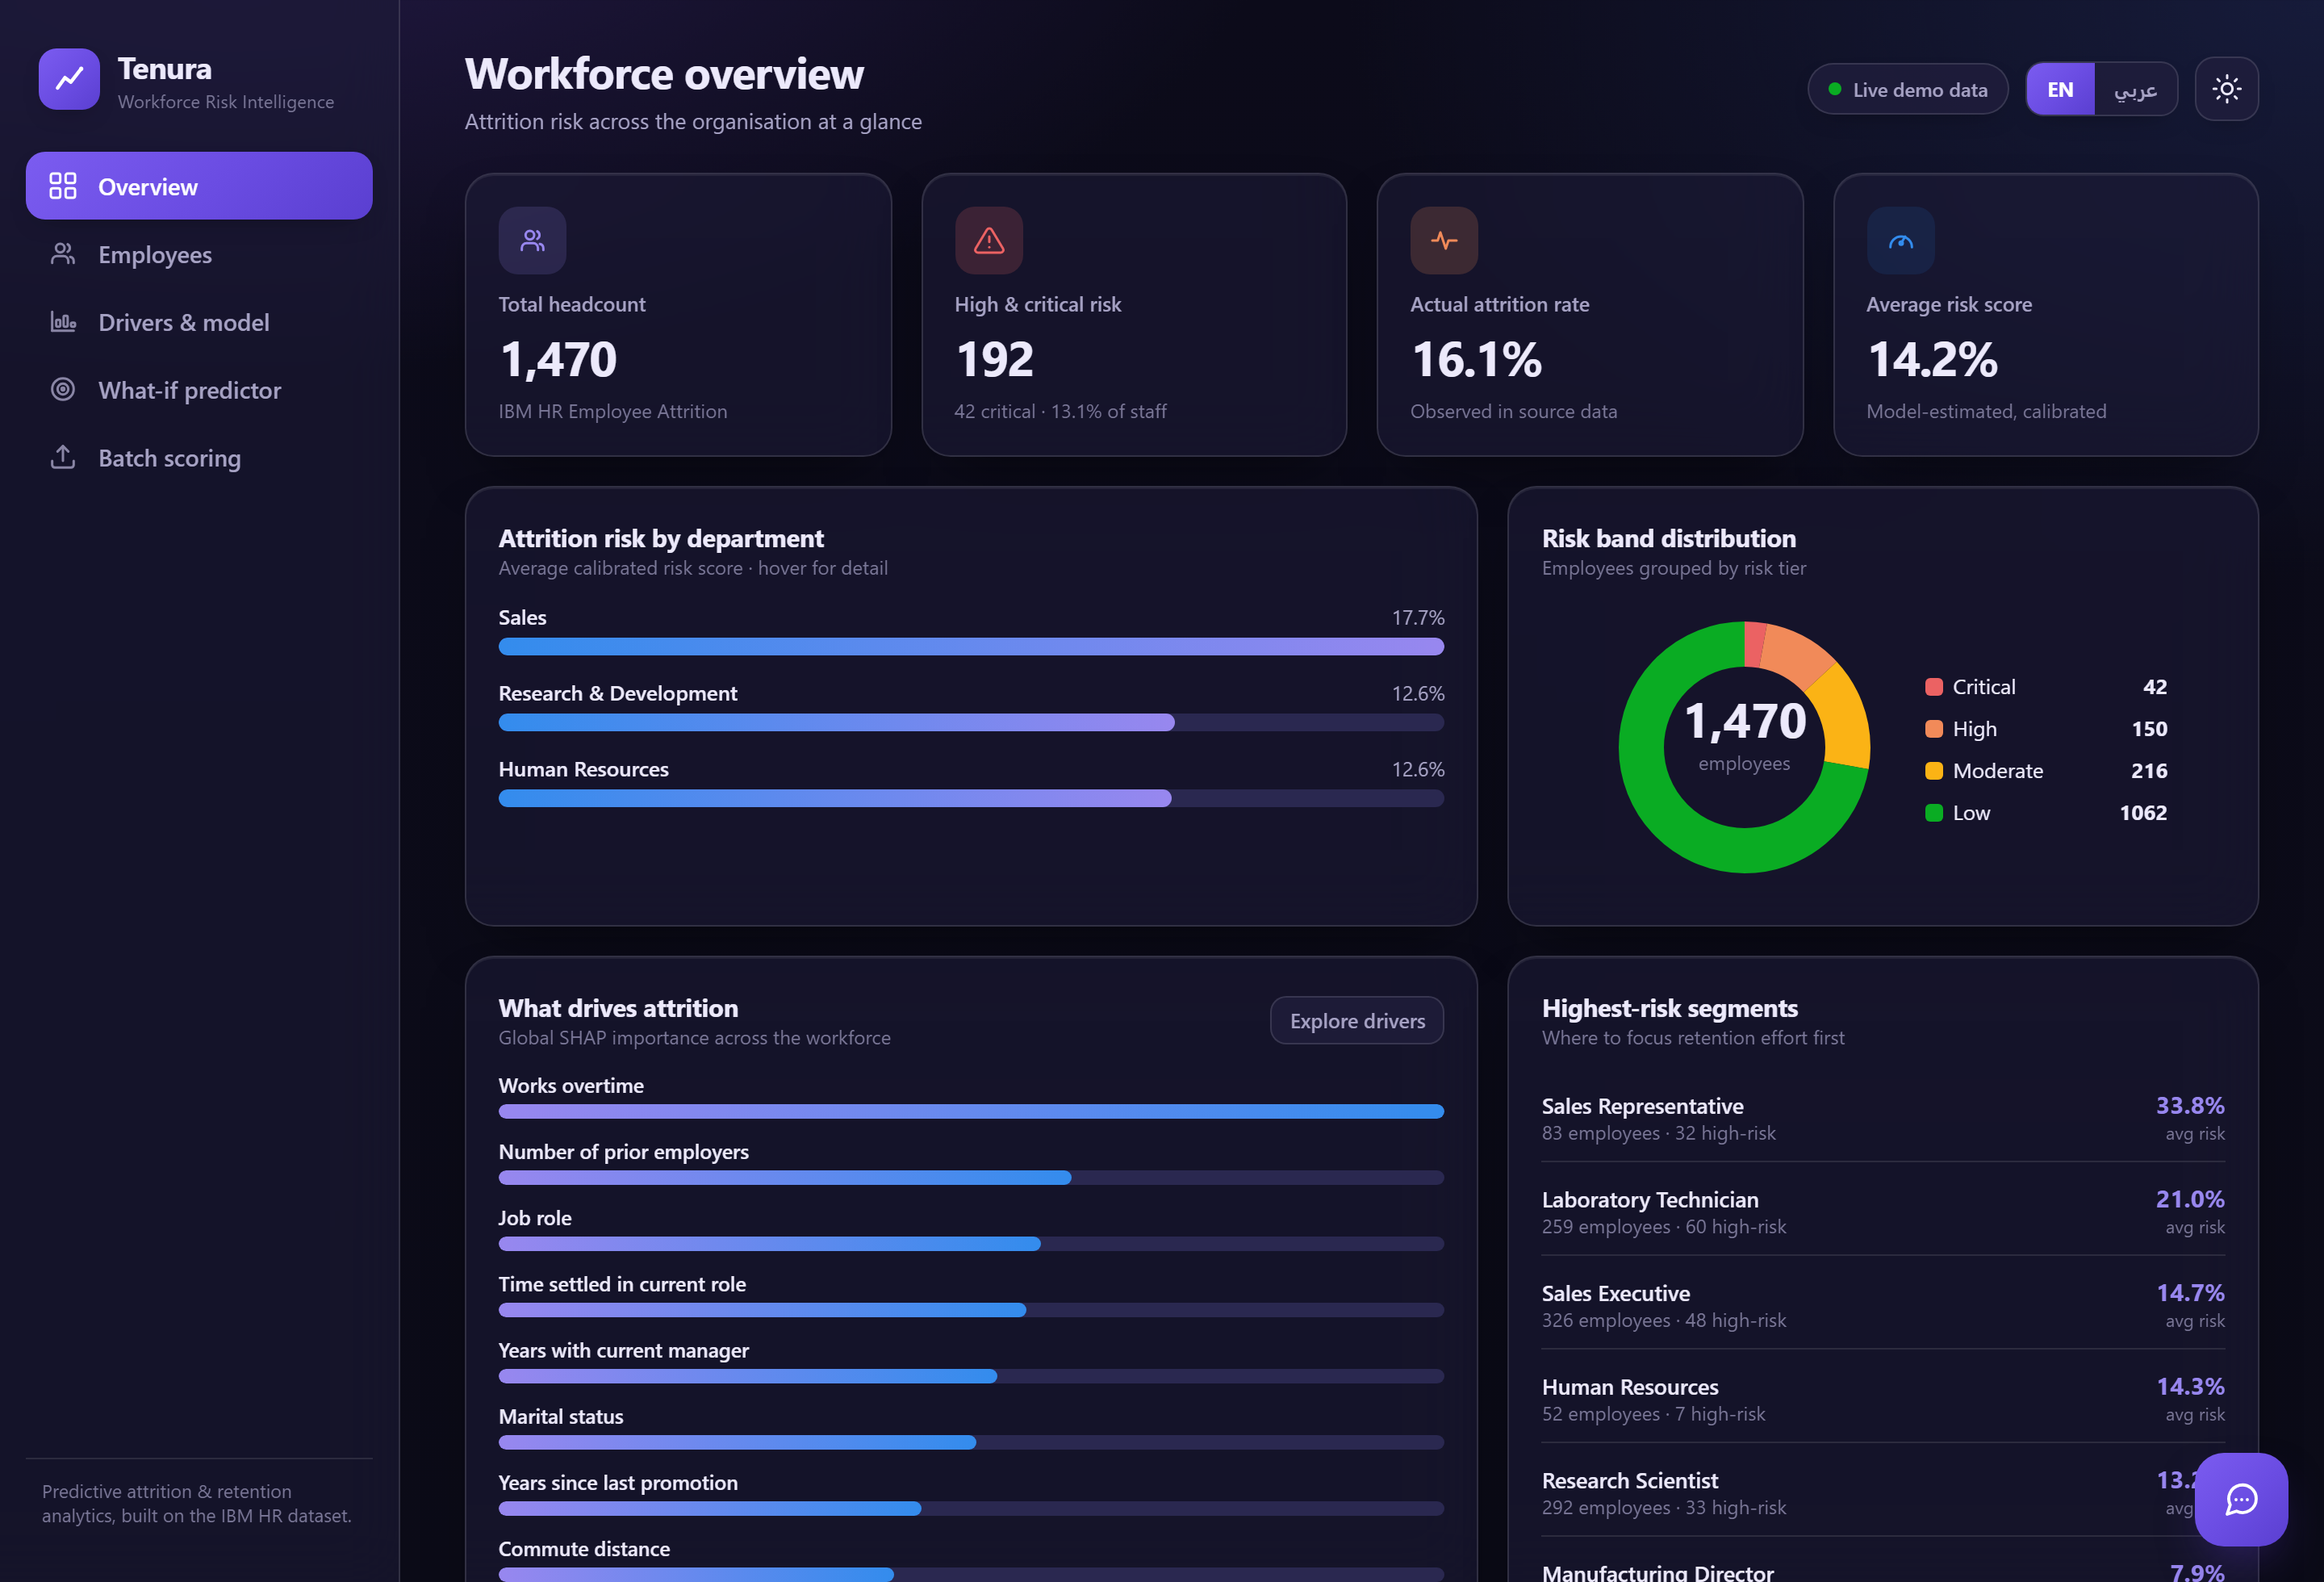 Tenura
Workforce Risk Intelligence
Overview
Employees
Drivers & model
What-if predictor
Batch scoring
Predictive attrition & retention
analytics, built on the IBM HR dataset.
Workforce overview
Attrition risk across the organisation at a glance
Live demo data
EN
عربي
Total headcount
1,470
IBM HR Employee Attrition
High & critical risk
192
42 critical · 13.1% of staff
Actual attrition rate
16.1%
Observed in source data
Average risk score
14.2%
Model-estimated, calibrated
Attrition risk by department
Average calibrated risk score · hover for detail
Sales 17.7%
Research & Development 12.6%
Human Resources 12.6%
Risk band distribution
Employees grouped by risk tier
1,470
employees
Critical 42
High 150
Moderate 216
Low 1062
What drives attrition
Global SHAP importance across the workforce
Explore drivers
Works overtime
Number of prior employers
Job role
Time settled in current role
Years with current manager
Marital status
Years since last promotion
Commute distance
Highest-risk segments
Where to focus retention effort first
Sales Representative 33.8%
83 employees · 32 high-risk avg risk
Laboratory Technician 21.0%
259 employees · 60 high-risk avg risk
Sales Executive 14.7%
326 employees · 48 high-risk avg risk
Human Resources 14.3%
52 employees · 7 high-risk avg risk
Research Scientist
292 employees · 33 high-risk avg
Manufacturing Director 7.9%